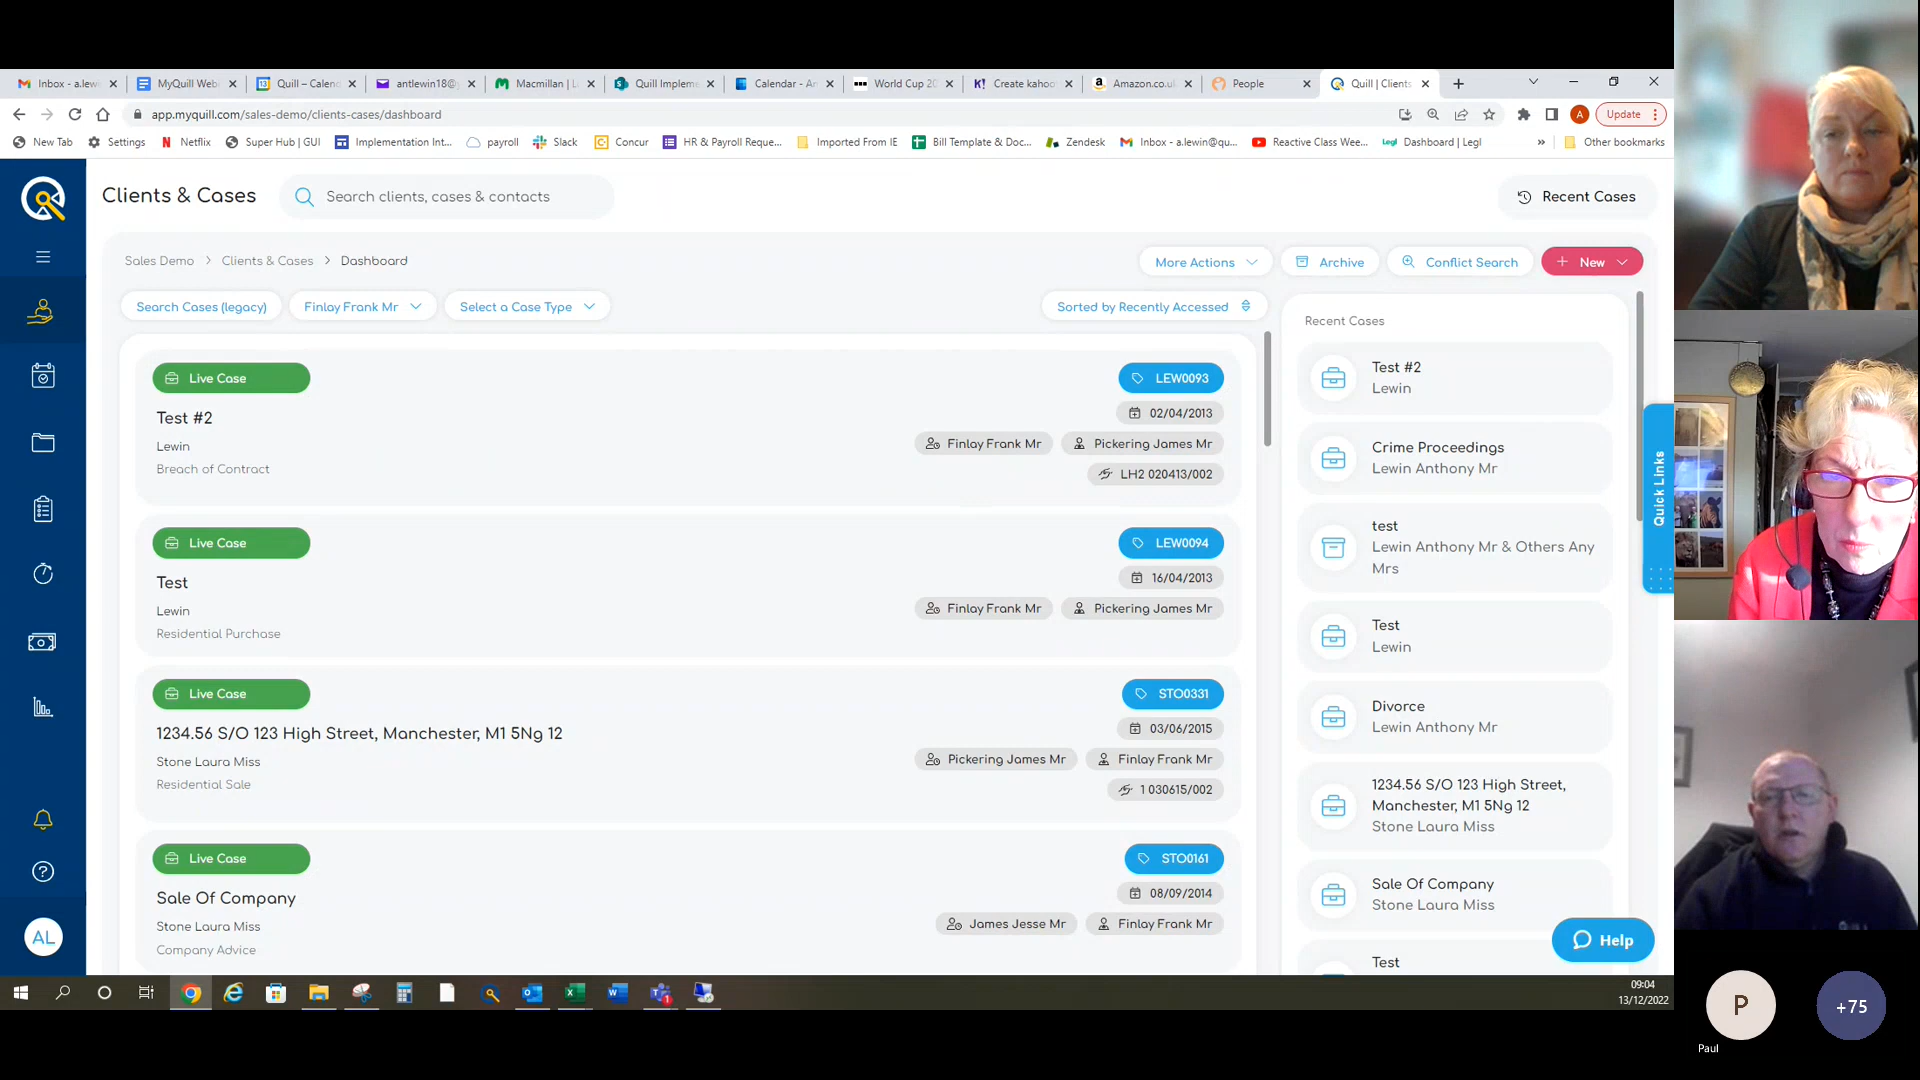 Inbox - a.lewi
MyQuill Web
Quill – Calend
antlewin18@
Macmillan | L
Quill Impleme
Calendar - An
World Cup 20
Create kahoo
Amazon.co.u
People
Quill | Clients
app.myquill.com/sales-demo/clients-cases/dashboard
Update
New Tab
Settings
Netflix
Super Hub | GUI
Implementation Int...
payroll
Slack
Concur
HR & Payroll Reque...
Imported From IE
Bill Template & Doc...
Zendesk
Inbox - a.lewin@qu...
Reactive Class Wee...
Dashboard | Legl
Other bookmarks
Clients & Cases
Search clients, cases & contacts
Recent Cases
Sales Demo > Clients & Cases > Dashboard
More Actions
Archive
Conflict Search
+ New
Search Cases (legacy)
Finlay Frank Mr
Select a Case Type
Sorted by Recently Accessed
Live Case
LEW0093
Test #2
02/04/2013
Lewin
Finlay Frank Mr
Pickering James Mr
Breach of Contract
LH2 020413/002
Live Case
LEW0094
Test
16/04/2013
Lewin
Finlay Frank Mr
Pickering James Mr
Residential Purchase
Live Case
STO0331
1234.56 S/O 123 High Street, Manchester, M1 5Ng 12
03/06/2015
Stone Laura Miss
Pickering James Mr
Finlay Frank Mr
Residential Sale
1 030615/002
Live Case
STO0161
Sale Of Company
08/09/2014
Stone Laura Miss
James Jesse Mr
Finlay Frank Mr
Company Advice
Recent Cases
Test #2
Lewin
Crime Proceedings
Lewin Anthony Mr
test
Lewin Anthony Mr & Others Any
Mrs
Test
Lewin
Divorce
Lewin Anthony Mr
1234.56 S/O 123 High Street,
Manchester, M1 5Ng 12
Stone Laura Miss
Sale Of Company
Stone Laura Miss
Test
Quick Links
Help
AL
09:04
13/12/2022
P
Paul
+75